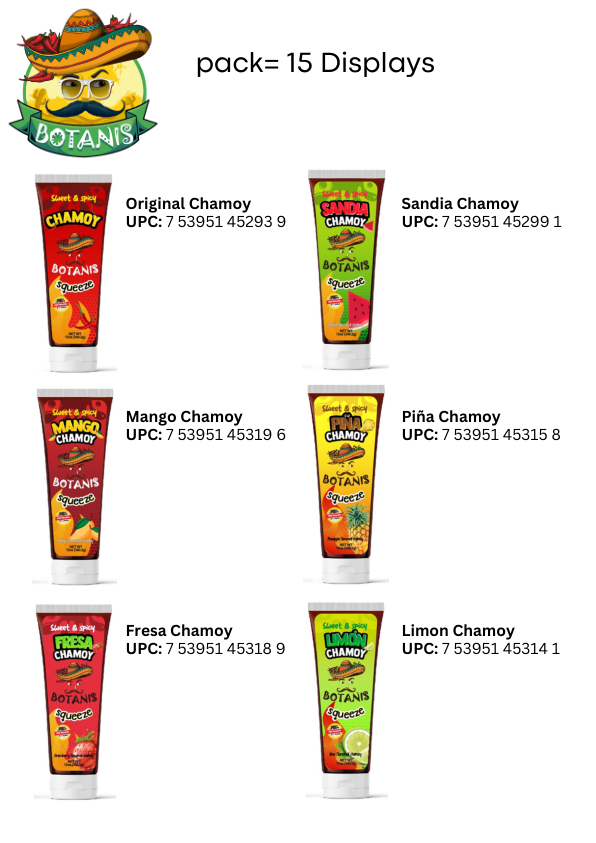 BOTANIS
pack= 15 Displays
Sweet & spicy
CHAMOY
BOTANIS
squeeze
Original Chamoy
UPC: 7 53951 45293 9
Sweet & spicy
SANDIA
CHAMOY
BOTANIS
squeeze
Sandia Chamoy
UPC: 7 53951 45299 1
Sweet & spicy
MANGO
CHAMOY
BOTANIS
squeeze
Mango Chamoy
UPC: 7 53951 45319 6
Sweet & spicy
PIÑA
CHAMOY
BOTANIS
squeeze
Piña Chamoy
UPC: 7 53951 45315 8
Sweet & spicy
FRESA
CHAMOY
BOTANIS
squeeze
Fresa Chamoy
UPC: 7 53951 45318 9
Sweet & spicy
LIMÓN
CHAMOY
BOTANIS
squeeze
Limon Chamoy
UPC: 7 53951 45314 1